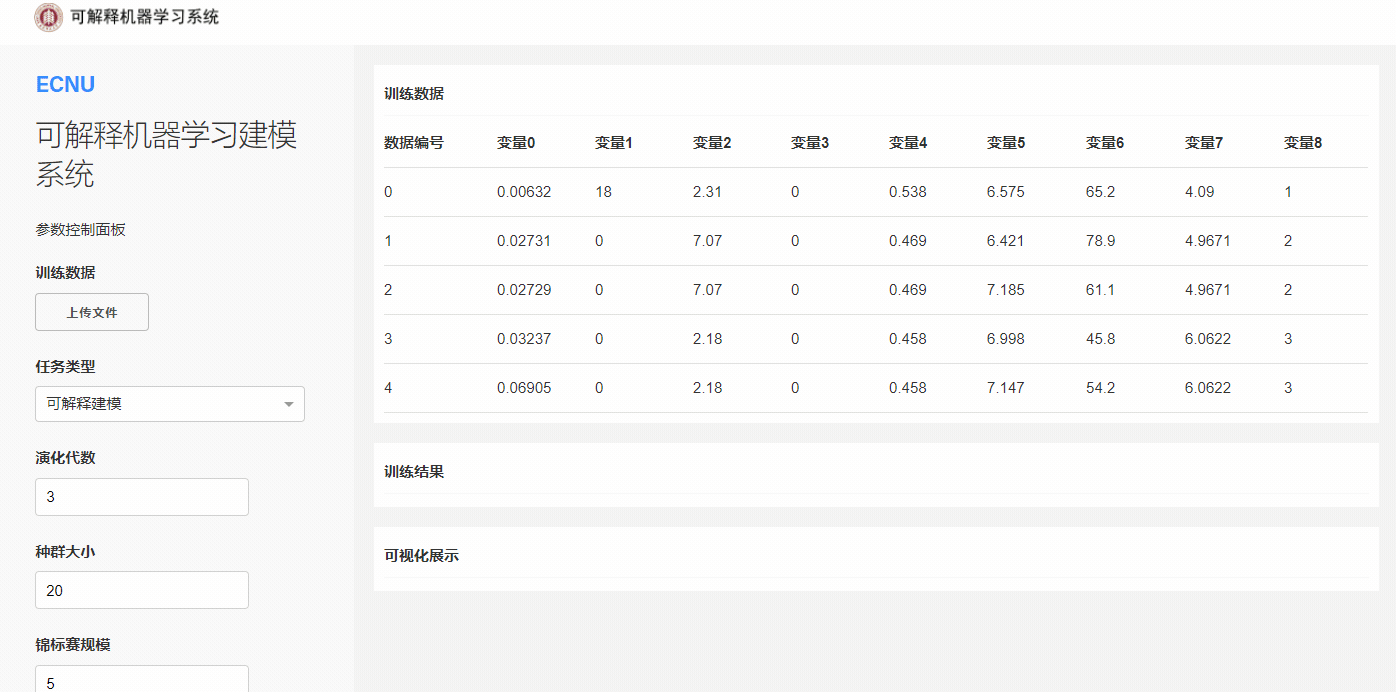 可解释机器学习系统
ECNU
可解释机器学习建模
系统
参数控制面板
训练数据
上传文件
任务类型
可解释建模
演化代数
3
种群大小
20
锦标赛规模
5
训练数据
数据编号 变量0 变量1 变量2 变量3 变量4 变量5 变量6 变量7 变量8
0 0.00632 18 2.31 0 0.538 6.575 65.2 4.09 1
1 0.02731 0 7.07 0 0.469 6.421 78.9 4.9671 2
2 0.02729 0 7.07 0 0.469 7.185 61.1 4.9671 2
3 0.03237 0 2.18 0 0.458 6.998 45.8 6.0622 3
4 0.06905 0 2.18 0 0.458 7.147 54.2 6.0622 3
训练结果
可视化展示